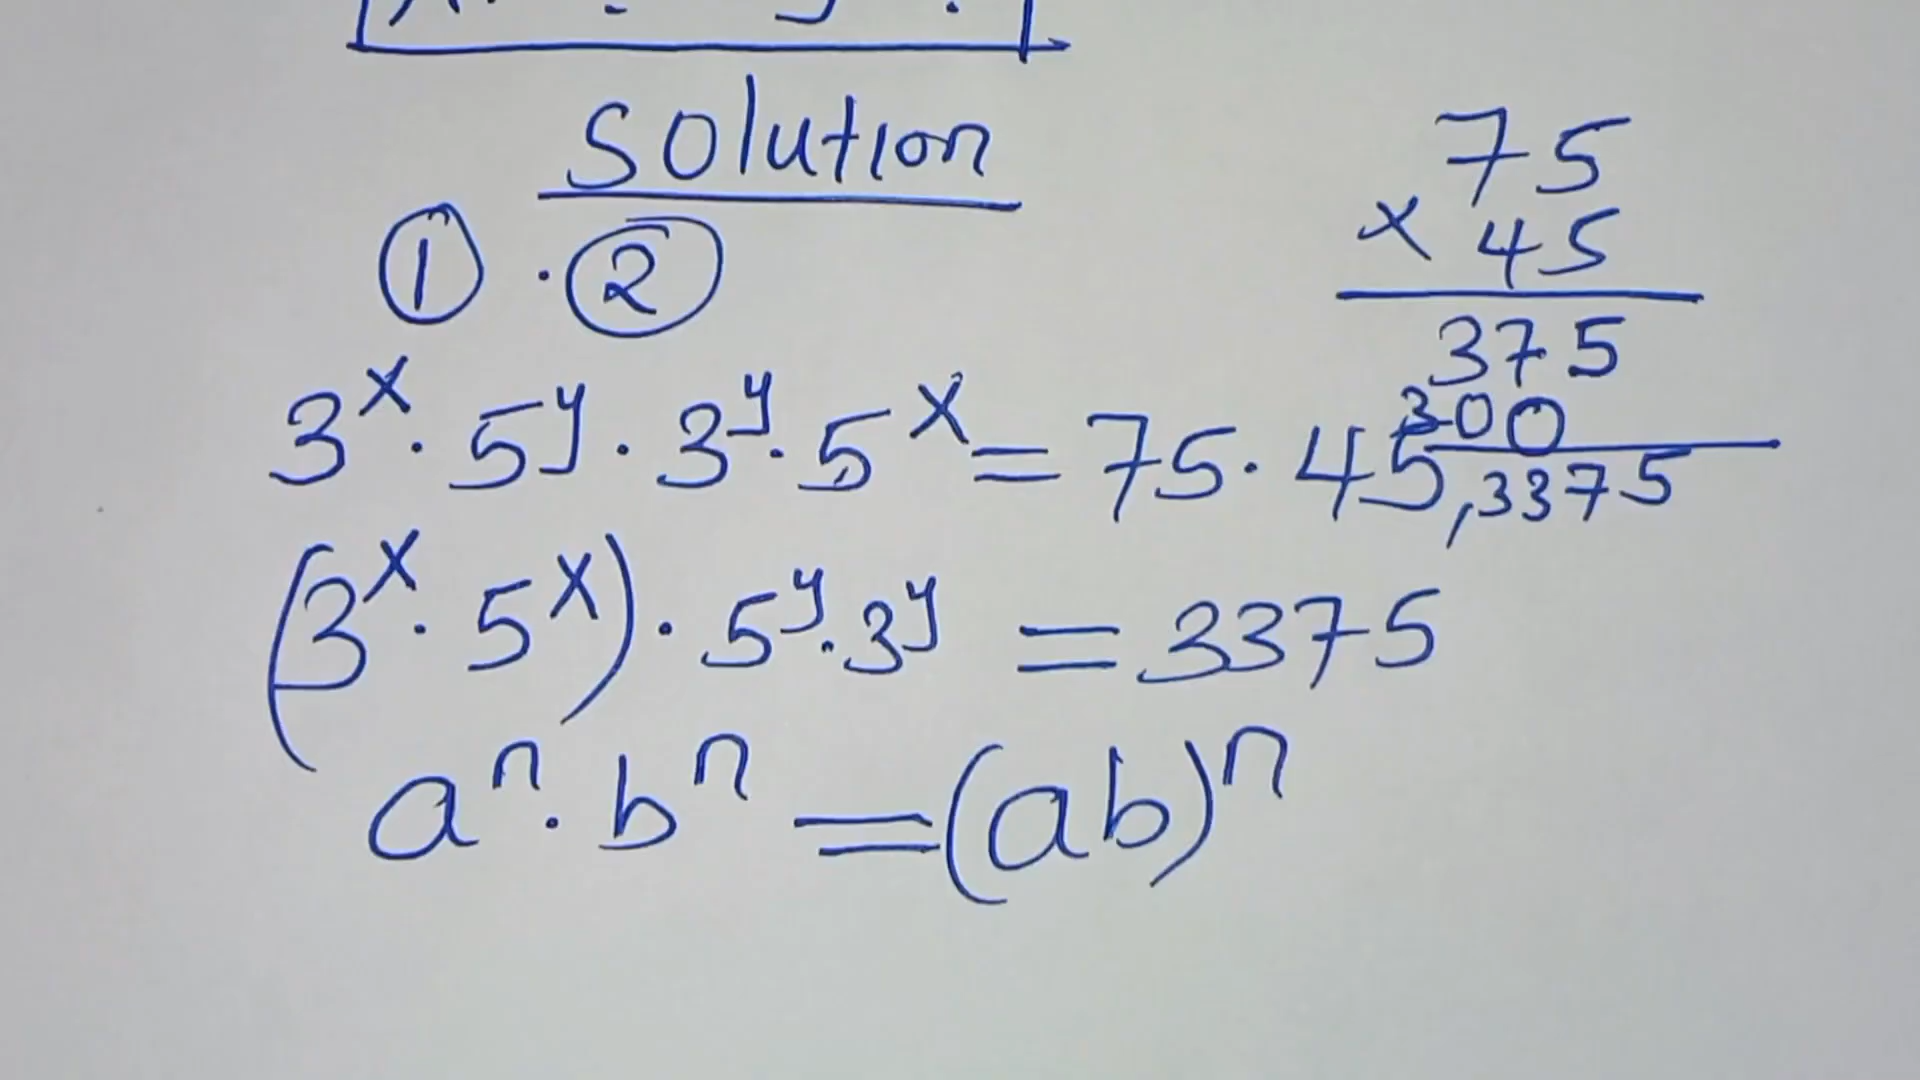 Solution
① · ②
3^x · 5^y · 3^y · 5^x = 75 · 45, 3375
(3^x · 5^x) · 5^y · 3^y = 3375
a^n · b^n = (ab)^n
75
× 45
375
300